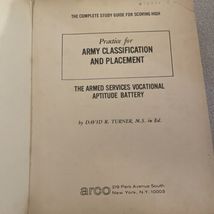 THE COMPLETE STUDY GUIDE FOR SCORING HIGH
Practice for
ARMY CLASSIFICATION
AND PLACEMENT
THE ARMED SERVICES VOCATIONAL
APTITUDE BATTERY
by DAVID R. TURNER, M.S. in Ed.
arco
219 Park Avenue South
New York, N.Y. 10003